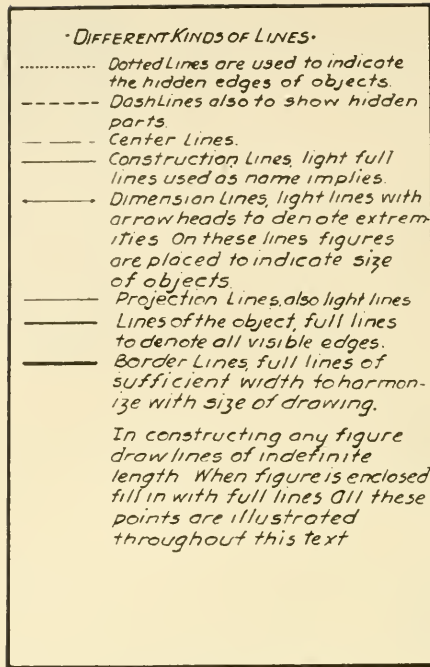 ·DIFFERENT KINDS OF LINES·
Dotted Lines are used to indicate
the hidden edges of objects.
Dash Lines also to show hidden
parts.
Center Lines.
Construction Lines, light full
lines used as name implies.
Dimension Lines, light lines with
arrow heads to denote extrem-
ities On these lines figures
are placed to indicate size
of objects.
Projection Lines, also light lines
Lines of the object, full lines
to denote all visible edges.
Border Lines, full lines of
sufficient width to harmon-
ize with size of drawing.
In constructing any figure
draw lines of indefinite
length When figure is enclosed
fill in with full lines All these
points are illustrated
throughout this text